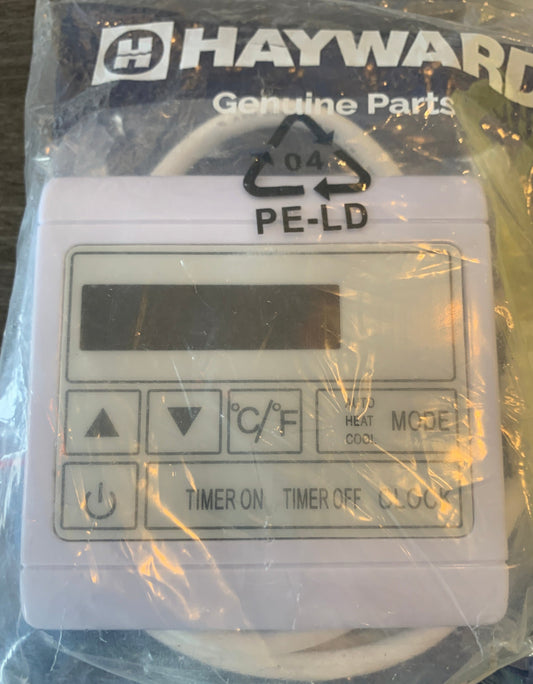 H HAYWARD
Genuine Parts
04
PE-LD
°C/°F
AUTO
HEAT
COOL
MODE
TIMER ON TIMER OFF CLOCK